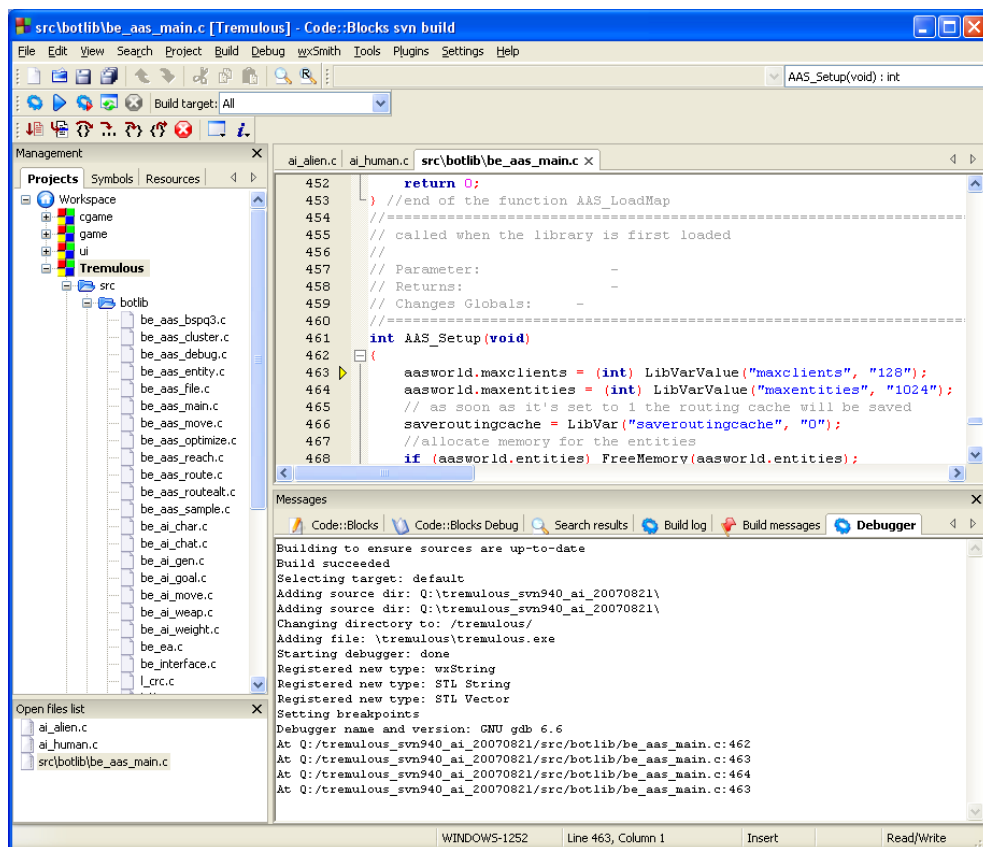 src\botlib\be_aas_main.c [Tremulous] - Code::Blocks svn build
File Edit View Search Project Build Debug wxSmith Tools Plugins Settings Help
AAS_Setup(void) : int
Build target: All
Management
Projects Symbols Resources
Workspace
cgame
game
ui
Tremulous
src
botlib
be_aas_bspq3.c
be_aas_cluster.c
be_aas_debug.c
be_aas_entity.c
be_aas_file.c
be_aas_main.c
be_aas_move.c
be_aas_optimize.c
be_aas_reach.c
be_aas_route.c
be_aas_routealt.c
be_aas_sample.c
be_ai_char.c
be_ai_chat.c
be_ai_gen.c
be_ai_goal.c
be_ai_move.c
be_ai_weap.c
be_ai_weight.c
be_ea.c
be_interface.c
l_crc.c
Open files list
ai_alien.c
ai_human.c
src\botlib\be_aas_main.c
ai_alien.c ai_human.c src\botlib\be_aas_main.c
452 return 0;
453 } //end of the function AAS_LoadMap
454 //===========================================================================
455 // called when the library is first loaded
456 //
457 // Parameter: -
458 // Returns: -
459 // Changes Globals: -
460 //===========================================================================
461 int AAS_Setup(void)
462 {
463 aasworld.maxclients = (int) LibVarValue("maxclients", "128");
464 aasworld.maxentities = (int) LibVarValue("maxentities", "1024");
465 // as soon as it's set to 1 the routing cache will be saved
466 saveroutingcache = LibVar("saveroutingcache", "0");
467 //allocate memory for the entities
468 if (aasworld.entities) FreeMemory(aasworld.entities);
Messages
Code::Blocks Code::Blocks Debug Search results Build log Build messages Debugger
Building to ensure sources are up-to-date
Build succeeded
Selecting target: default
Adding source dir: Q:\tremulous_svn940_ai_20070821\
Adding source dir: Q:\tremulous_svn940_ai_20070821\
Changing directory to: /tremulous/
Adding file: \tremulous\tremulous.exe
Starting debugger: done
Registered new type: wxString
Registered new type: STL String
Registered new type: STL Vector
Setting breakpoints
Debugger name and version: GNU gdb 6.6
At Q:/tremulous_svn940_ai_20070821/src/botlib/be_aas_main.c:462
At Q:/tremulous_svn940_ai_20070821/src/botlib/be_aas_main.c:463
At Q:/tremulous_svn940_ai_20070821/src/botlib/be_aas_main.c:464
At Q:/tremulous_svn940_ai_20070821/src/botlib/be_aas_main.c:463
WINDOWS-1252 Line 463, Column 1 Insert Read/Write